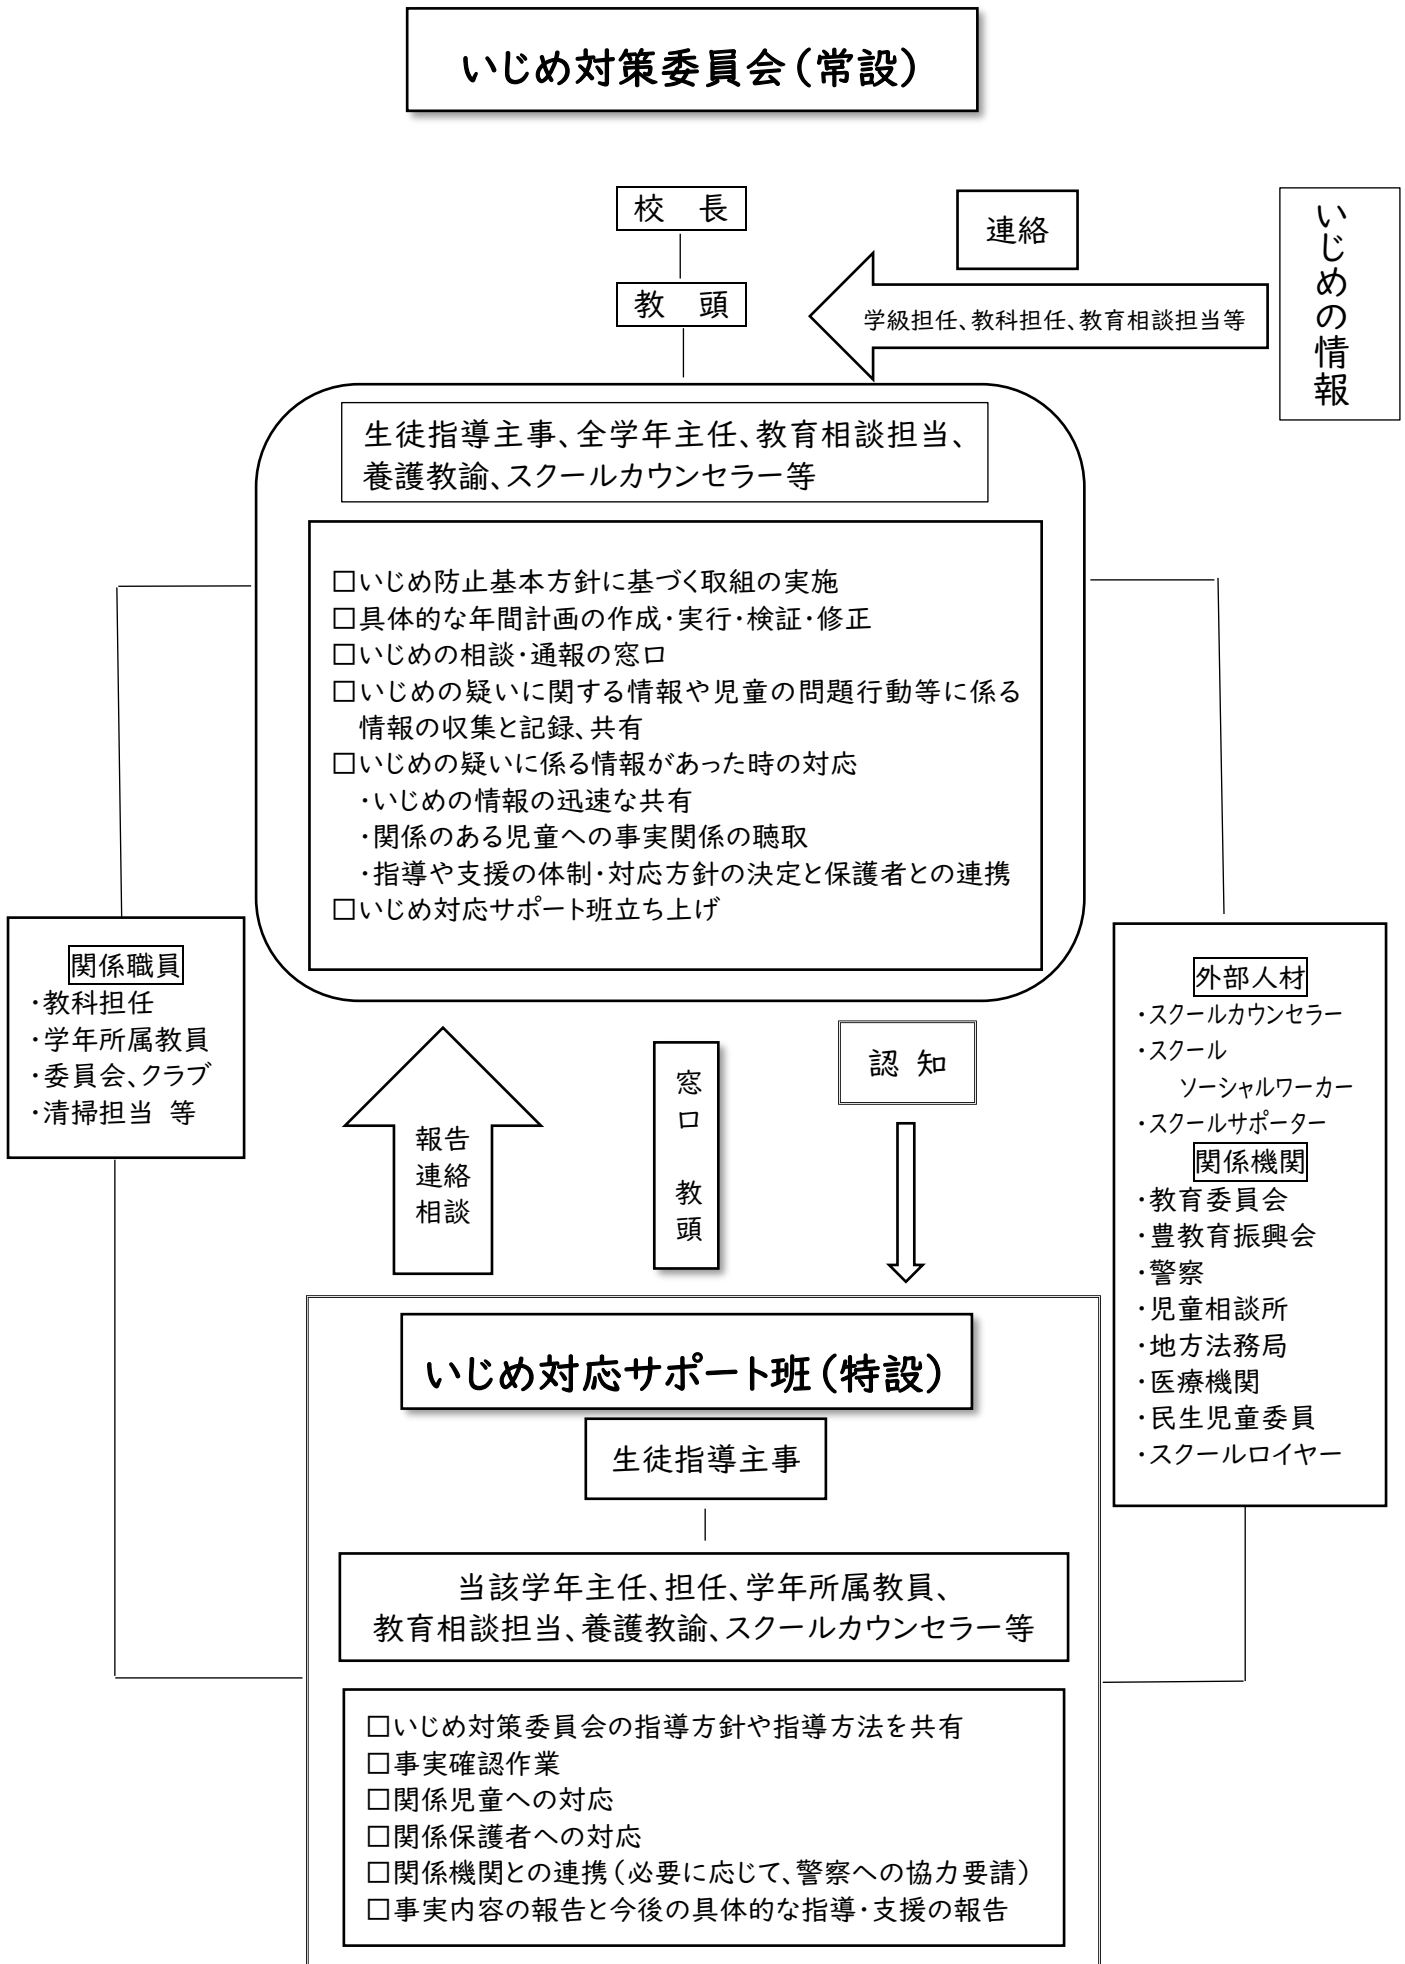 いじめ対策委員会(常設)
校　長
教　頭
連絡
学級担任、教科担任、教育相談担当等
いじめの情報
生徒指導主事、全学年主任、教育相談担当、
養護教諭、スクールカウンセラー等
□いじめ防止基本方針に基づく取組の実施
□具体的な年間計画の作成・実行・検証・修正
□いじめの相談・通報の窓口
□いじめの疑いに関する情報や児童の問題行動等に係る
情報の収集と記録、共有
□いじめの疑いに係る情報があった時の対応
・いじめの情報の迅速な共有
・関係のある児童への事実関係の聴取
・指導や支援の体制・対応方針の決定と保護者との連携
□いじめ対応サポート班立ち上げ
関係職員
・教科担任
・学年所属教員
・委員会、クラブ
・清掃担当 等
報告
連絡
相談
窓口　教頭
認 知
外部人材
・スクールカウンセラー
・スクール
ソーシャルワーカー
・スクールサポーター
関係機関
・教育委員会
・豊教育振興会
・警察
・児童相談所
・地方法務局
・医療機関
・民生児童委員
・スクールロイヤー
いじめ対応サポート班(特設)
生徒指導主事
当該学年主任、担任、学年所属教員、
教育相談担当、養護教諭、スクールカウンセラー等
□いじめ対策委員会の指導方針や指導方法を共有
□事実確認作業
□関係児童への対応
□関係保護者への対応
□関係機関との連携(必要に応じて、警察への協力要請)
□事実内容の報告と今後の具体的な指導・支援の報告